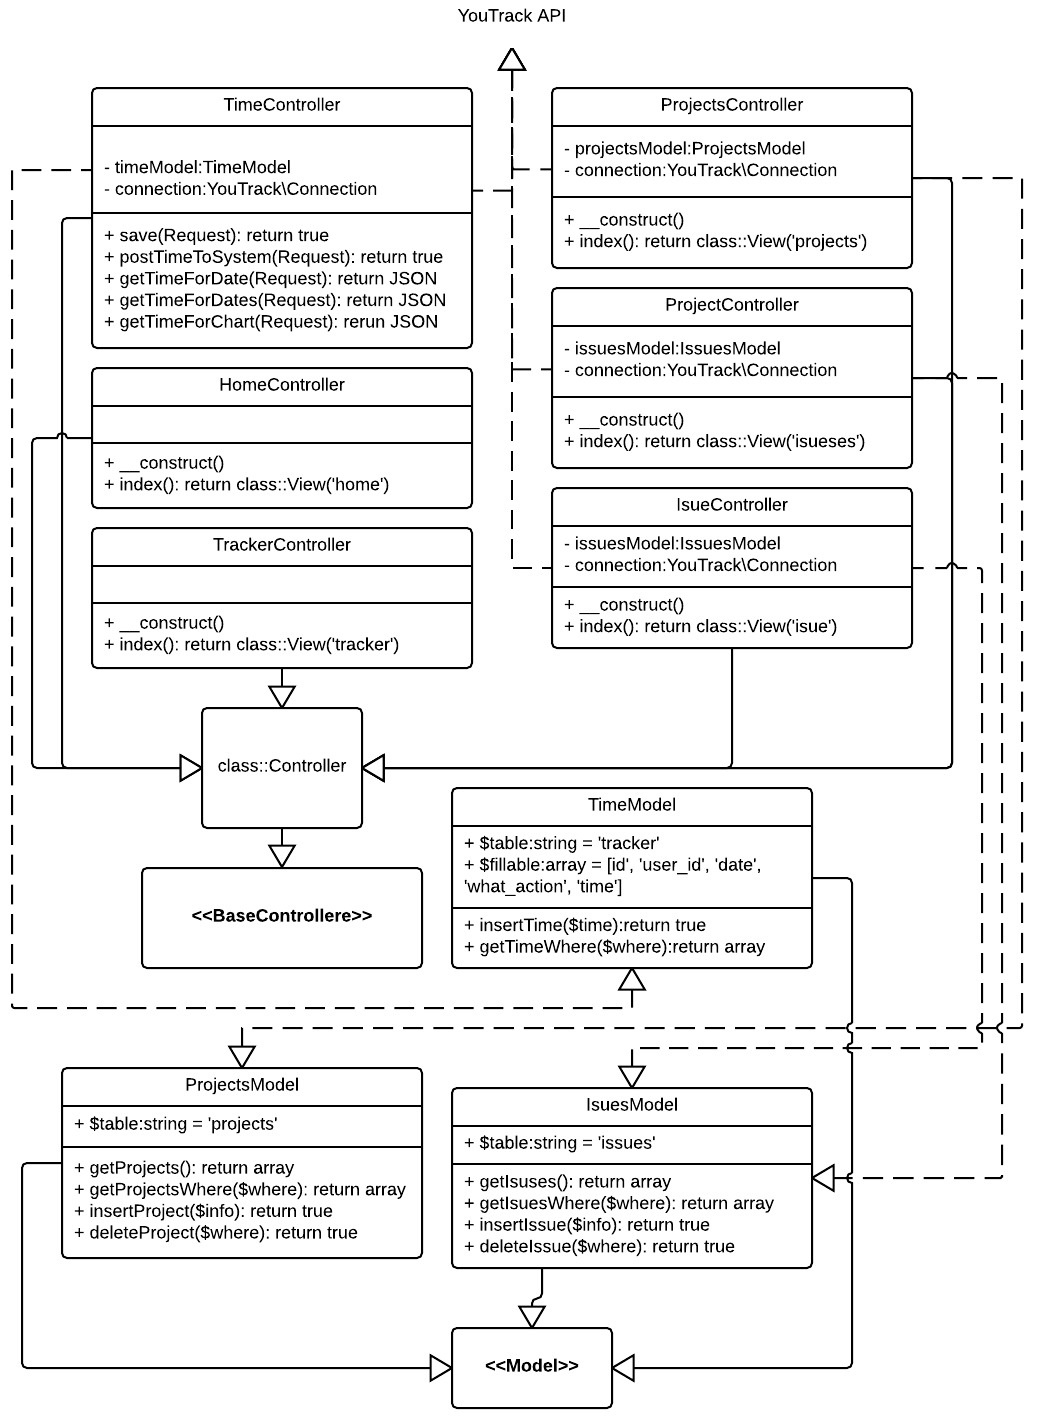 YouTrack API
TimeController
- timeModel:TimeModel
- connection:YouTrack\Connection
+ save(Request): return true
+ postTimeToSystem(Request): return true
+ getTimeForDate(Request): return JSON
+ getTimeForDates(Request): return JSON
+ getTimeForChart(Request): rerun JSON
ProjectsController
- projectsModel:ProjectsModel
- connection:YouTrack\Connection
+ __construct()
+ index(): return class::View('projects')
ProjectController
- issuesModel:IssuesModel
- connection:YouTrack\Connection
+ __construct()
+ index(): return class::View('isueses')
HomeController
+ __construct()
+ index(): return class::View('home')
IsueController
- issuesModel:IssuesModel
- connection:YouTrack\Connection
+ __construct()
+ index(): return class::View('isue')
TrackerController
+ __construct()
+ index(): return class::View('tracker')
class::Controller
<<BaseControllere>>
TimeModel
+ $table:string = 'tracker'
+ $fillable:array = [id', 'user_id', 'date',
'what_action', 'time']
+ insertTime($time):return true
+ getTimeWhere($where):return array
ProjectsModel
+ $table:string = 'projects'
+ getProjects(): return array
+ getProjectsWhere($where): return array
+ insertProject($info): return true
+ deleteProject($where): return true
IsuesModel
+ $table:string = 'issues'
+ getIsuses(): return array
+ getIsuesWhere($where): return array
+ insertIssue($info): return true
+ deleteIssue($where): return true
<<Model>>